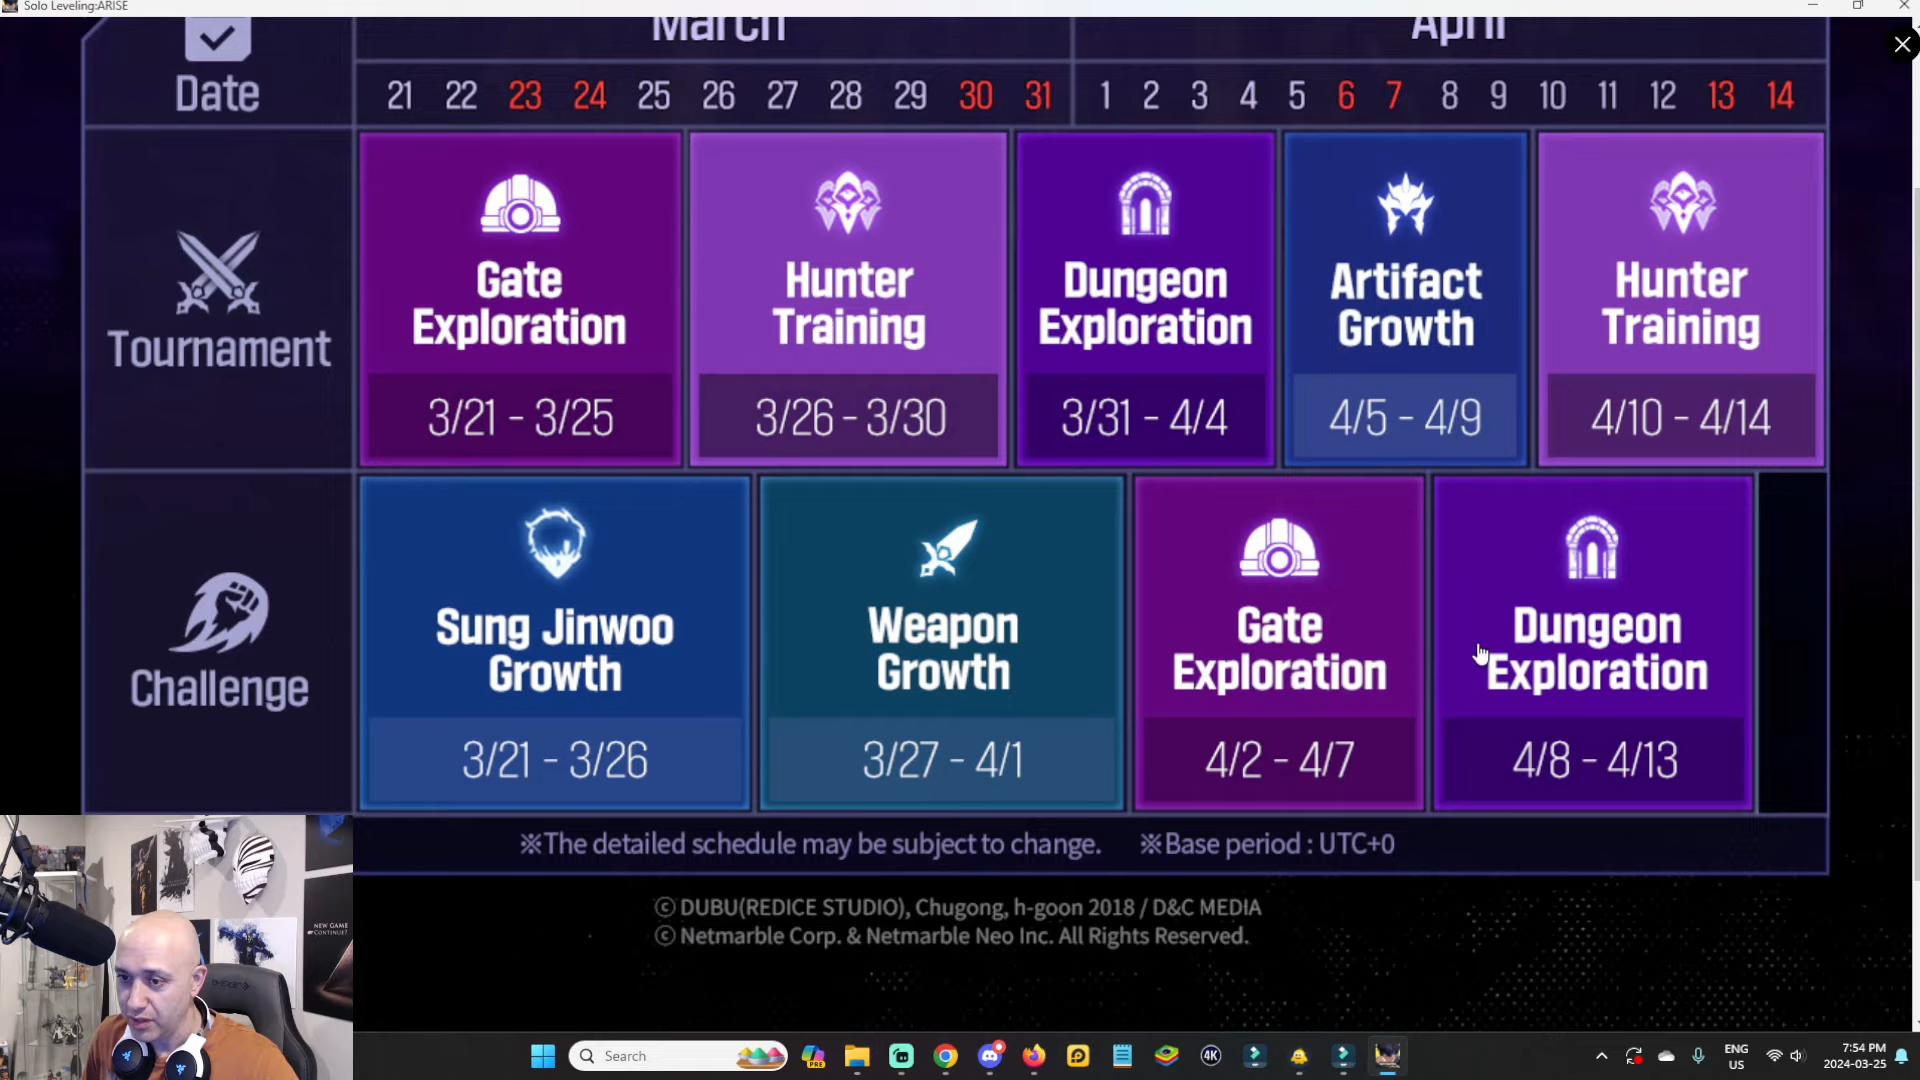 Solo Leveling:ARISE
March April
Date
21 22 23 24 25 26 27 28 29 30 31 1 2 3 4 5 6 7 8 9 10 11 12 13 14
Tournament
Gate
Exploration
3/21 - 3/25
Hunter
Training
3/26 - 3/30
Dungeon
Exploration
3/31 - 4/4
Artifact
Growth
4/5 - 4/9
Hunter
Training
4/10 - 4/14
Challenge
Sung Jinwoo
Growth
3/21 - 3/26
Weapon
Growth
3/27 - 4/1
Gate
Exploration
4/2 - 4/7
Dungeon
Exploration
4/8 - 4/13
※The detailed schedule may be subject to change. ※Base period : UTC+0
ⓒ DUBU(REDICE STUDIO), Chugong, h-goon 2018 / D&C MEDIA
ⓒ Netmarble Corp. & Netmarble Neo Inc. All Rights Reserved.
NEW GAME
CONTINUE?
Search
PRE
4K
ENG
US
7:54 PM
2024-03-25